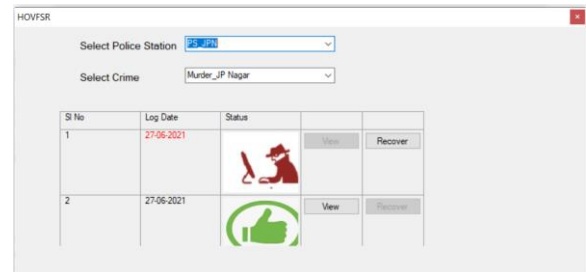 HOVFSR
Select Police Station PS_JPN
Select Crime Murder_JP Nagar
Sl No Log Date Status
1 27-06-2021 View Recover
2 27-06-2021 View Recover